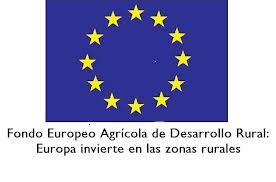 Fondo Europeo Agrícola de Desarrollo Rural:
Europa invierte en las zonas rurales